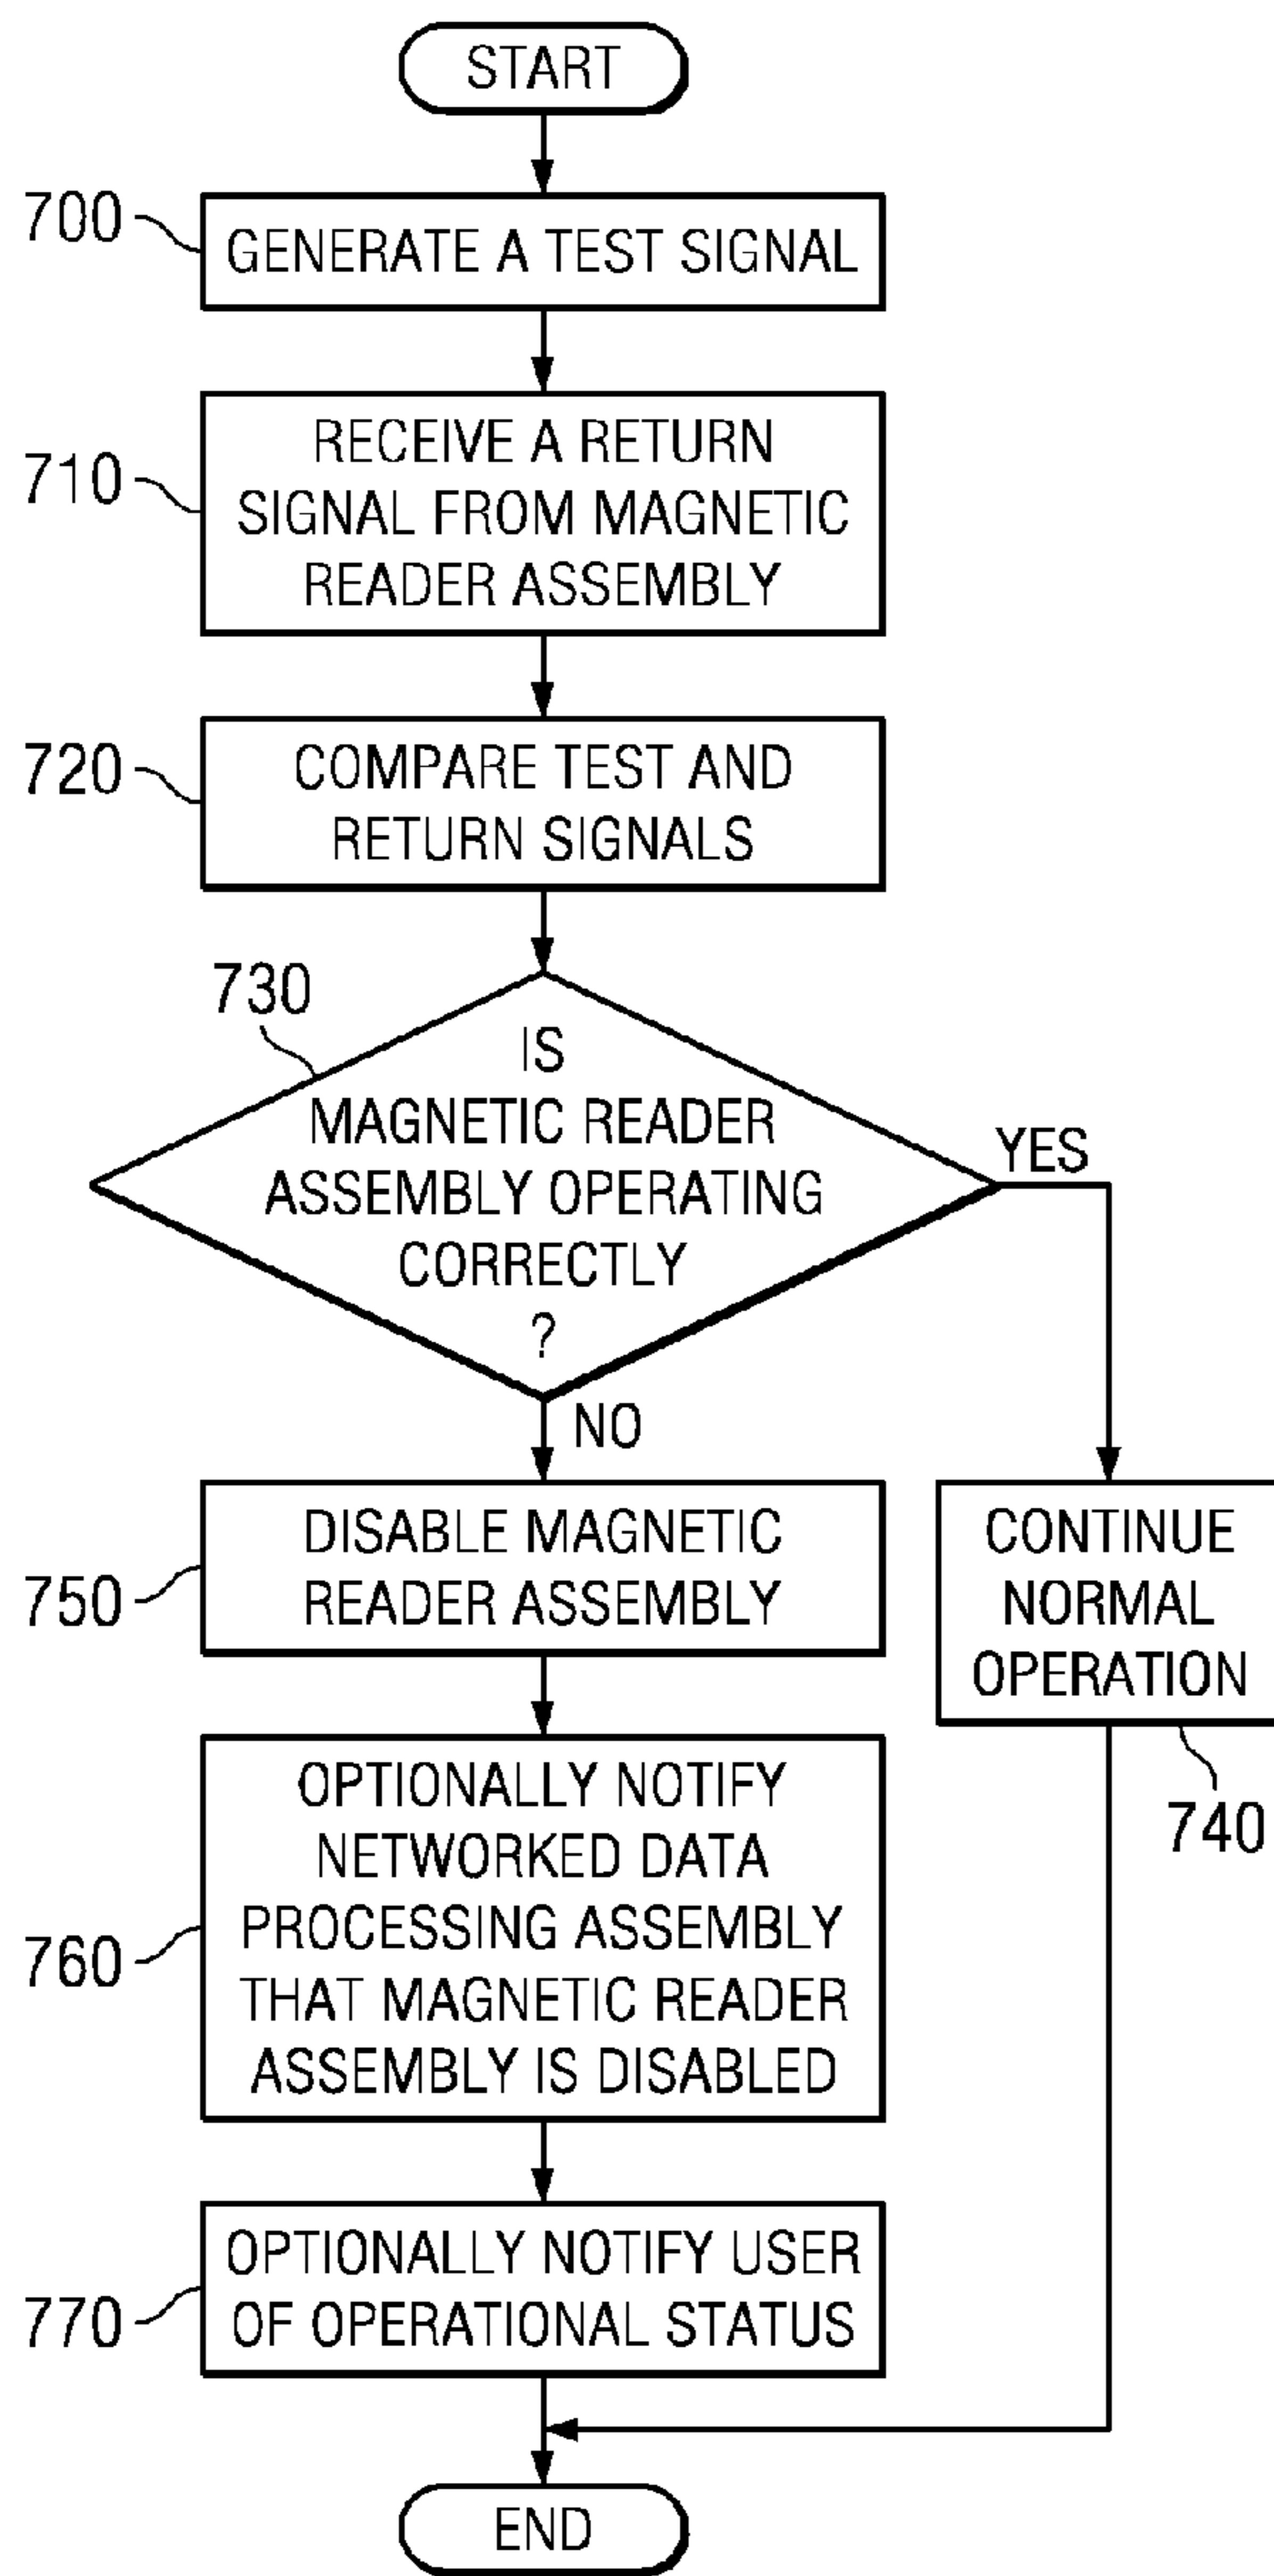 START
700
GENERATE A TEST SIGNAL
710
RECEIVE A RETURN
SIGNAL FROM MAGNETIC
READER ASSEMBLY
720
COMPARE TEST AND
RETURN SIGNALS
730
IS
MAGNETIC READER
ASSEMBLY OPERATING
CORRECTLY
?
YES
NO
750
DISABLE MAGNETIC
READER ASSEMBLY
CONTINUE
NORMAL
OPERATION
740
760
OPTIONALLY NOTIFY
NETWORKED DATA
PROCESSING ASSEMBLY
THAT MAGNETIC READER
ASSEMBLY IS DISABLED
770
OPTIONALLY NOTIFY USER
OF OPERATIONAL STATUS
END